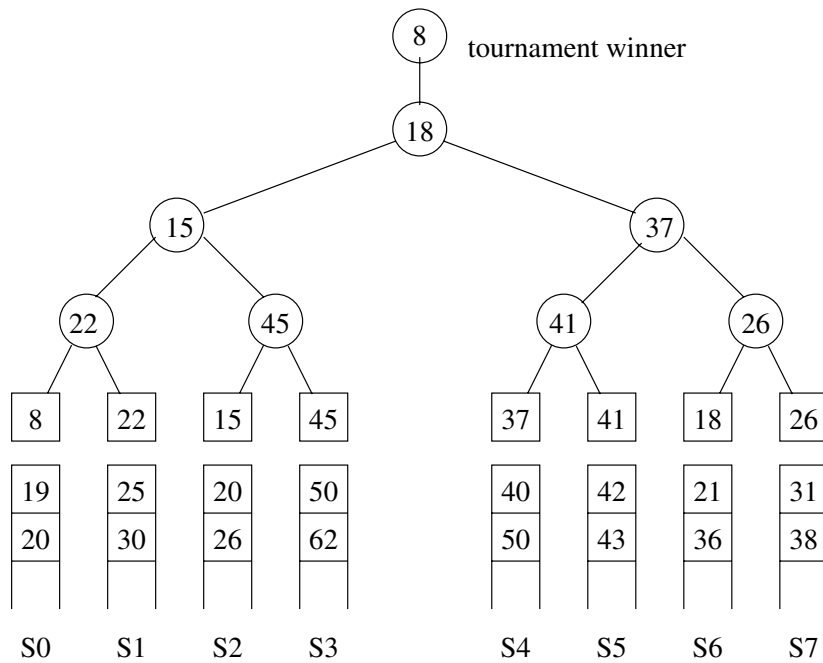 8 tournament winner
18
15 37
22 45 41 26
8 22 15 45 37 41 18 26
19 25 20 50 40 42 21 31
20 30 26 62 50 43 36 38
S0 S1 S2 S3 S4 S5 S6 S7